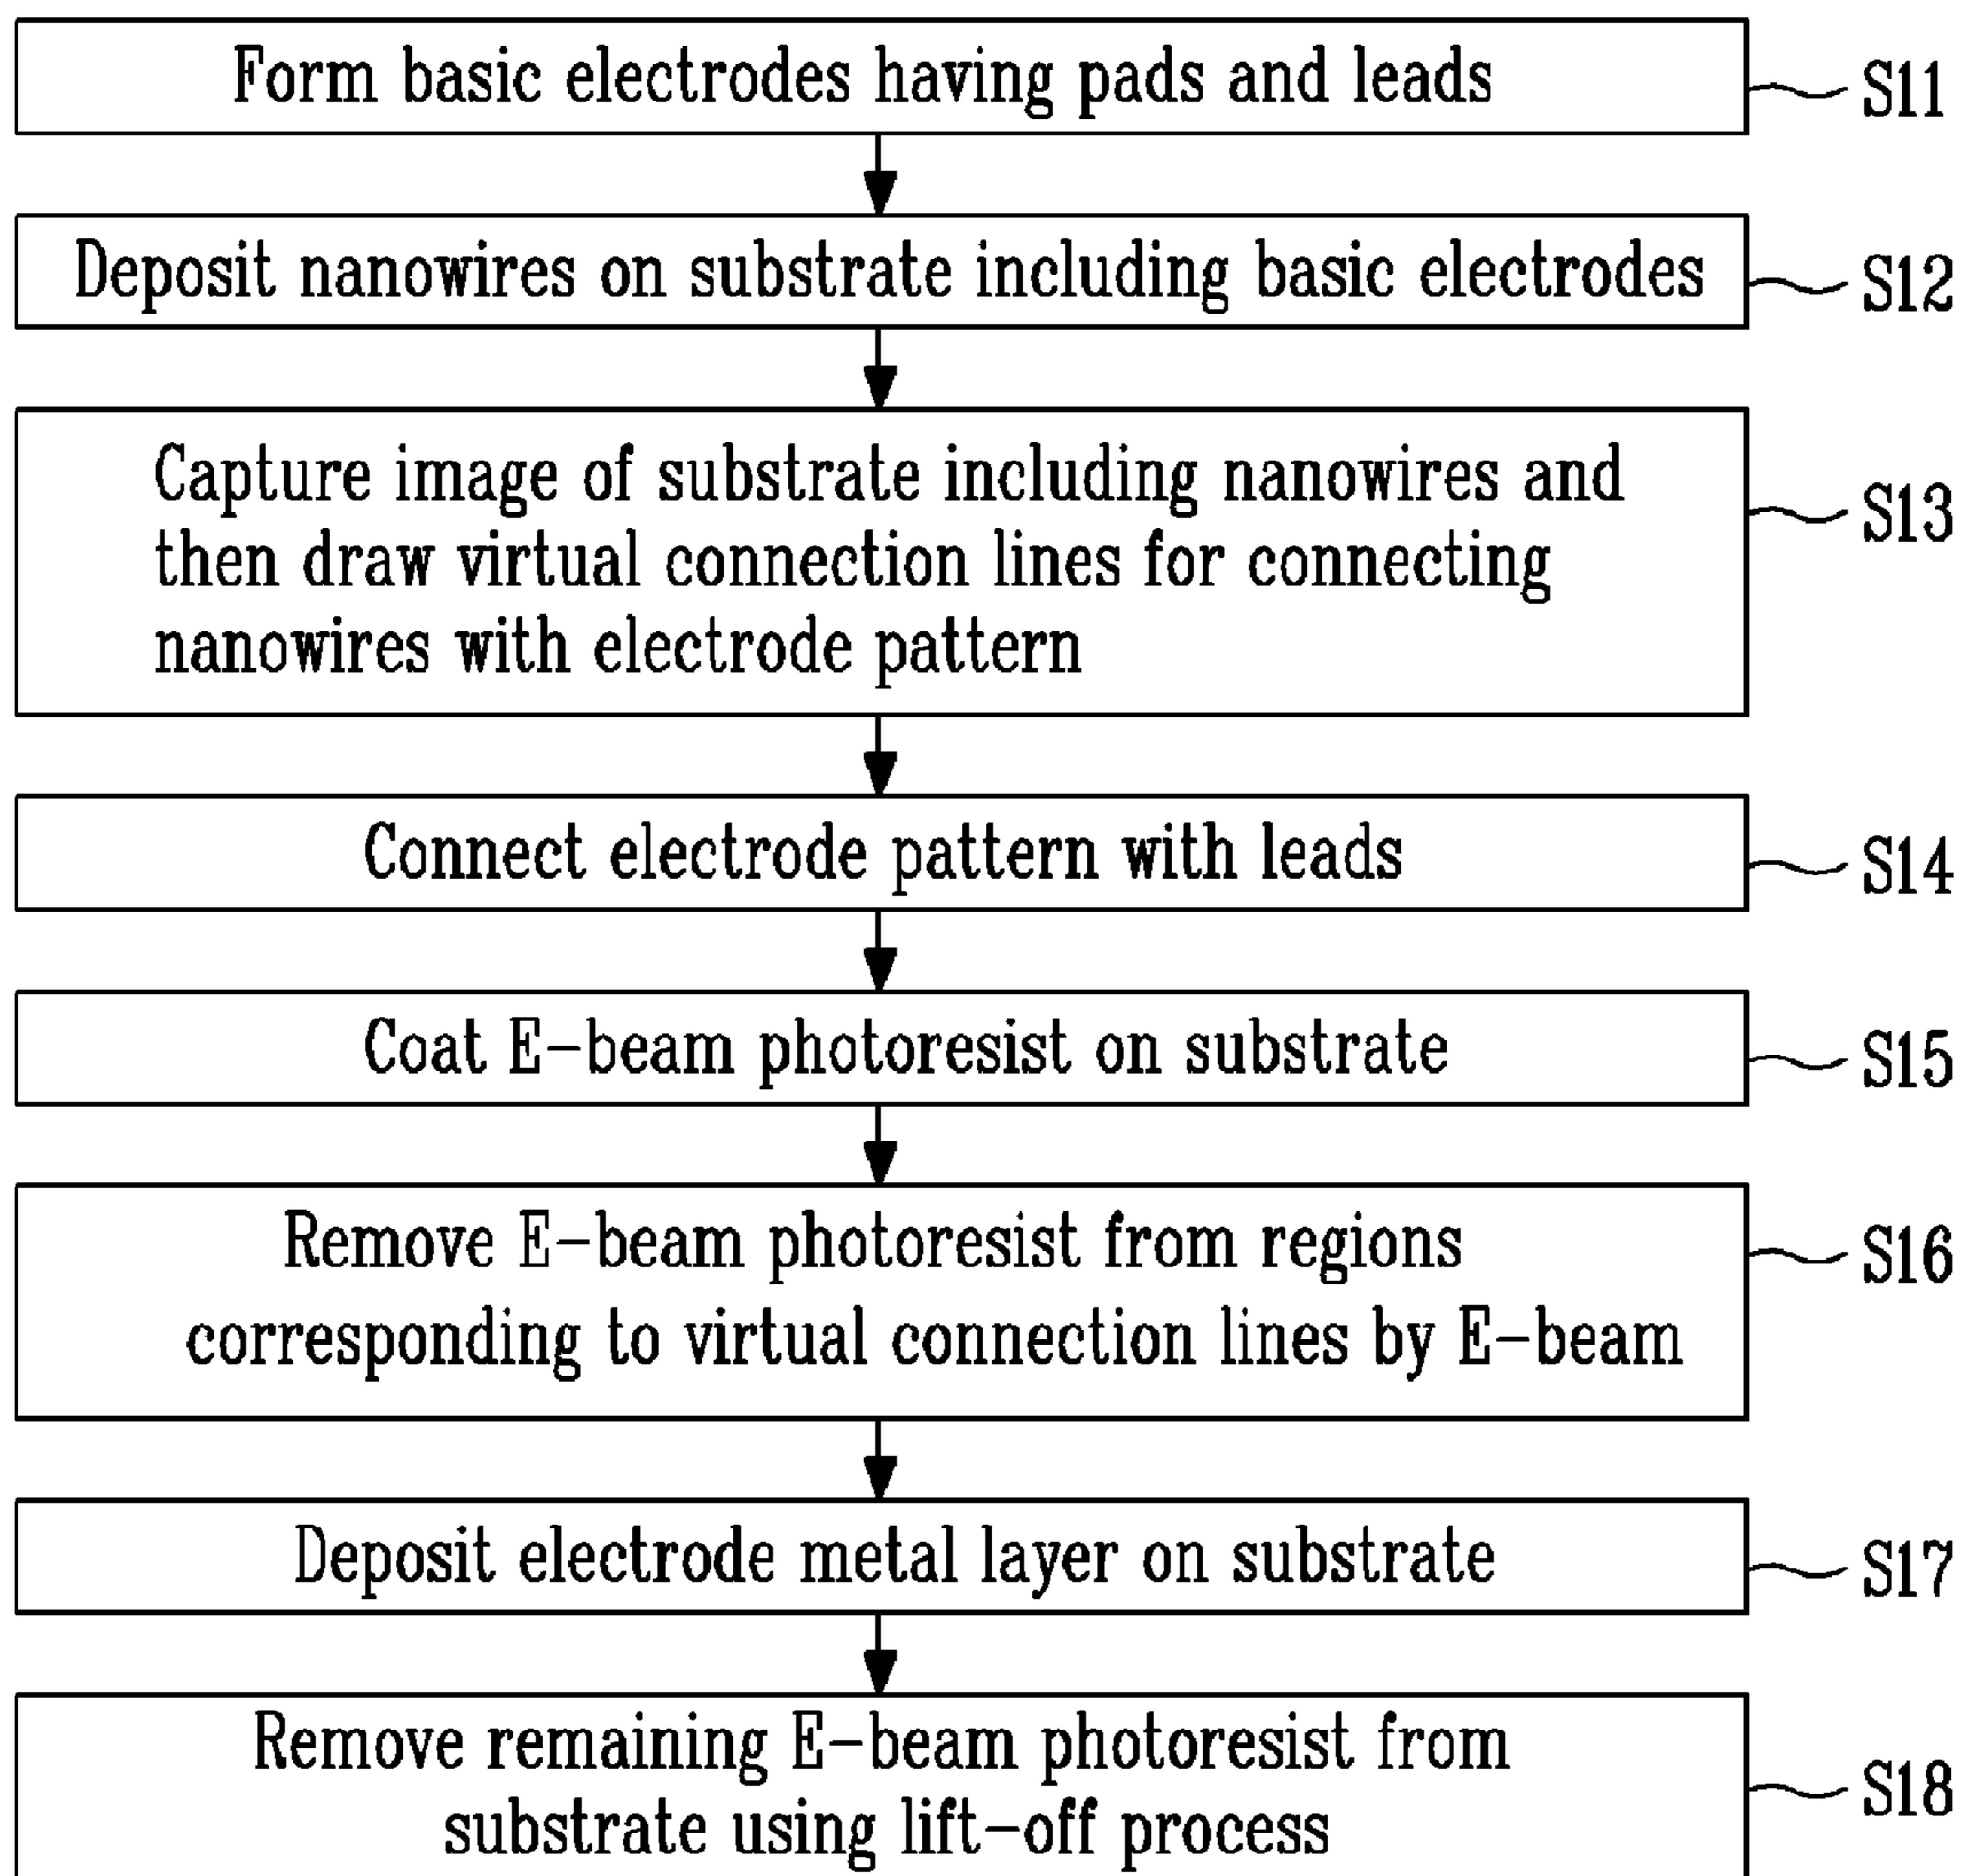 Form basic electrodes having pads and leads
S11
Deposit nanowires on substrate including basic electrodes
S12
Capture image of substrate including nanowires and
then draw virtual connection lines for connecting
nanowires with electrode pattern
S13
Connect electrode pattern with leads
S14
Coat E-beam photoresist on substrate
S15
Remove E-beam photoresist from regions
corresponding to virtual connection lines by E-beam
S16
Deposit electrode metal layer on substrate
S17
Remove remaining E-beam photoresist from
substrate using lift-off process
S18